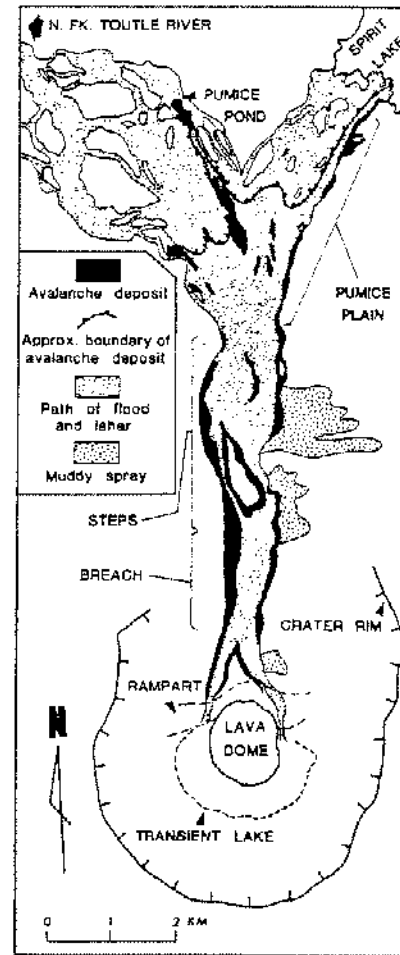 N. FK. TOUTLE RIVER
SPIRIT
LAKE
PUMICE
POND
Avalanche deposit
Approx. boundary of
avalanche deposit
Path of flood
and lahar
Muddy spray
PUMICE
PLAIN
STEPS
BREACH
CRATER RIM
RAMPART
LAVA
DOME
N
TRANSIENT LAKE
0 1 2 KM